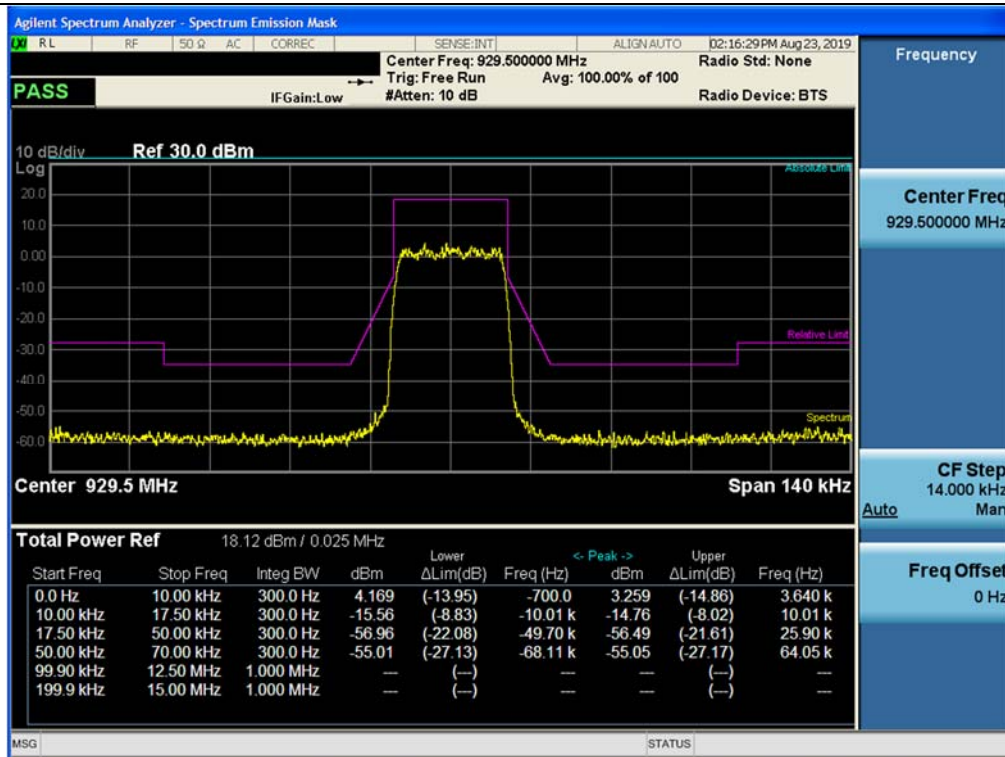 Agilent Spectrum Analyzer - Spectrum Emission Mask
LXI RL RF 50 Ω AC CORREC SENSE:INT ALIGN AUTO 02:16:29 PM Aug 23, 2019
Center Freq: 929.500000 MHz Radio Std: None
PASS Trig: Free Run Avg: 100.00% of 100
IFGain:Low #Atten: 10 dB Radio Device: BTS
10 dB/div Ref 30.0 dBm
Log Absolute Limit
20.0
10.0
0.00
-10.0
-20.0
-30.0 Relative Limit
-40.0
-50.0 Spectrum
-60.0
Center 929.5 MHz Span 140 kHz
Total Power Ref 18.12 dBm / 0.025 MHz
Lower <- Peak -> Upper
Start Freq Stop Freq Integ BW dBm ΔLim(dB) Freq (Hz) dBm ΔLim(dB) Freq (Hz)
0.0 Hz 10.00 kHz 300.0 Hz 4.169 (-13.95) -700.0 3.259 (-14.86) 3.640 k
10.00 kHz 17.50 kHz 300.0 Hz -15.56 (-8.83) -10.01 k -14.76 (-8.02) 10.01 k
17.50 kHz 50.00 kHz 300.0 Hz -56.96 (-22.08) -49.70 k -56.49 (-21.61) 25.90 k
50.00 kHz 70.00 kHz 300.0 Hz -55.01 (-27.13) -68.11 k -55.05 (-27.17) 64.05 k
99.90 kHz 12.50 MHz 1.000 MHz --- (---) --- --- (---) ---
199.9 kHz 15.00 MHz 1.000 MHz --- (---) --- --- (---) ---
MSG STATUS
Frequency
Center Freq
929.500000 MHz
CF Step
14.000 kHz
Auto Man
Freq Offset
0 Hz